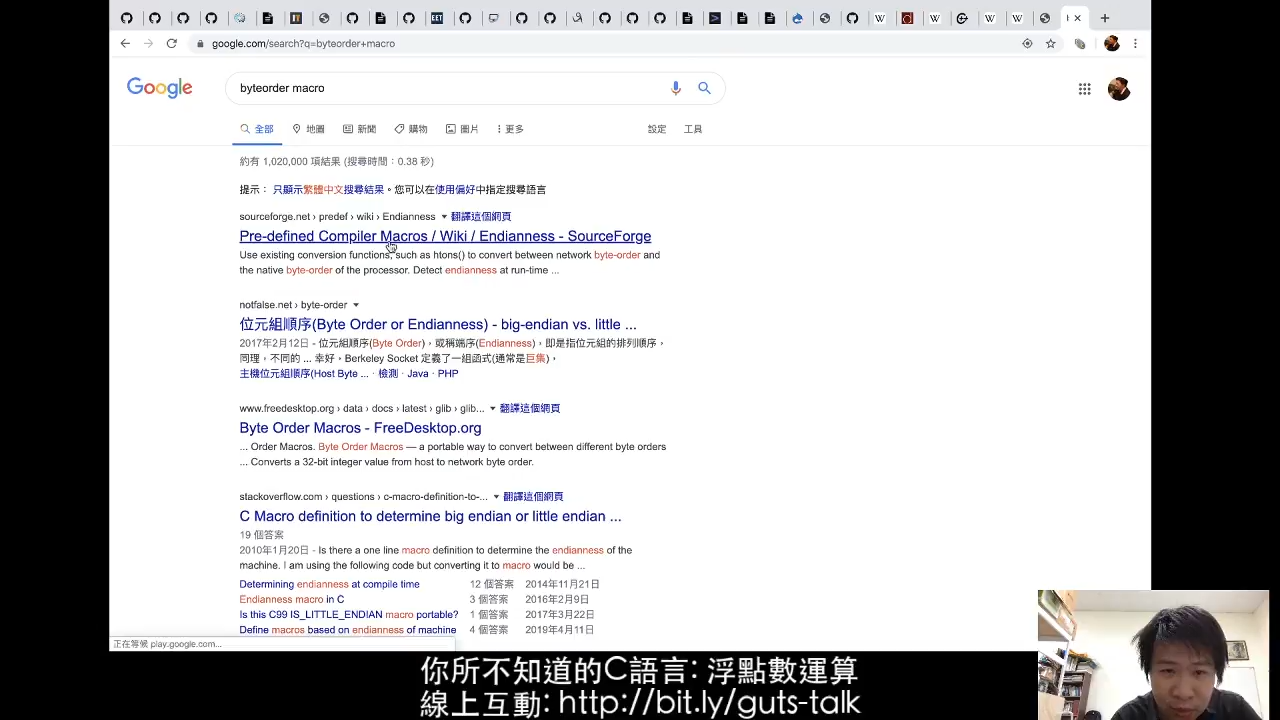 google.com/search?q=byteorder+macro
Google
byteorder macro
全部 地圖 新聞 購物 圖片 更多 設定 工具
約有 1,020,000 項結果 (搜尋時間：0.38 秒)
提示： 只顯示繁體中文搜尋結果。您可以在使用偏好中指定搜尋語言
sourceforge.net › predef › wiki › Endianness ▾ 翻譯這個網頁
Pre-defined Compiler Macros / Wiki / Endianness - SourceForge
Use existing conversion functions, such as htons() to convert between network byte-order and
the native byte-order of the processor. Detect endianness at run-time ...
notfalse.net › byte-order ▾
位元組順序(Byte Order or Endianness) - big-endian vs. little ...
2017年2月12日 - 位元組順序(Byte Order)，或稱端序(Endianness)，即是指位元組的排列順序，
同理，不同的 ... 幸好，Berkeley Socket 定義了一組函式(通常是巨集)，
主機位元組順序(Host Byte ... · 檢測 · Java · PHP
www.freedesktop.org › data › docs › latest › glib › glib... ▾ 翻譯這個網頁
Byte Order Macros - FreeDesktop.org
... Order Macros. Byte Order Macros — a portable way to convert between different byte orders
... Converts a 32-bit integer value from host to network byte order.
stackoverflow.com › questions › c-macro-definition-to-... ▾ 翻譯這個網頁
C Macro definition to determine big endian or little endian ...
19 個答案
2010年1月20日 - Is there a one line macro definition to determine the endianness of the
machine. I am using the following code but converting it to macro would be ...
Determining endianness at compile time 12 個答案 2014年11月21日
Endianness macro in C 3 個答案 2016年2月9日
Is this C99 IS_LITTLE_ENDIAN macro portable? 1 個答案 2017年3月22日
Define macros based on endianness of machine 4 個答案 2019年4月11日
正在等候 play.google.com...
你所不知道的C語言: 浮點數運算
線上互動: http://bit.ly/guts-talk